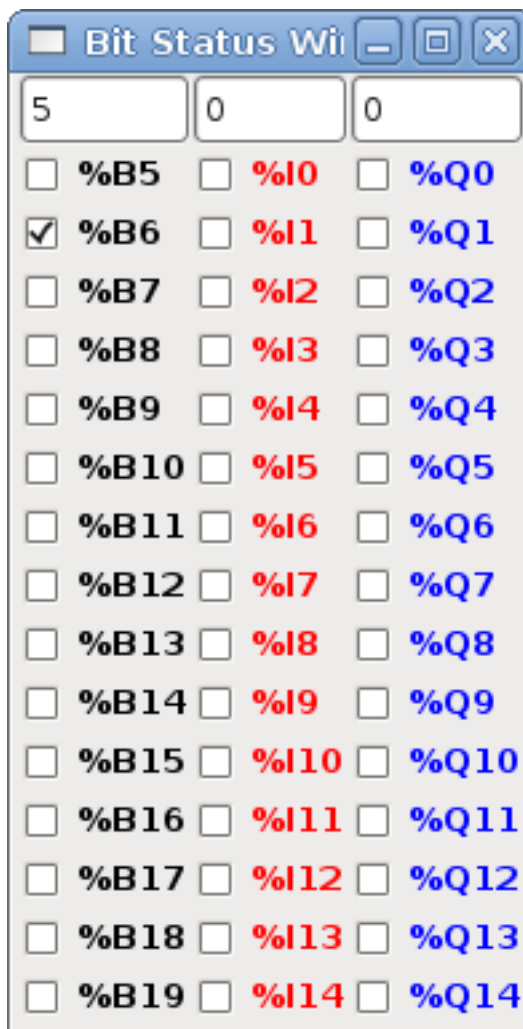 Bit Status Wi
5 0 0
%B5 %I0 %Q0
%B6 %I1 %Q1
%B7 %I2 %Q2
%B8 %I3 %Q3
%B9 %I4 %Q4
%B10 %I5 %Q5
%B11 %I6 %Q6
%B12 %I7 %Q7
%B13 %I8 %Q8
%B14 %I9 %Q9
%B15 %I10 %Q10
%B16 %I11 %Q11
%B17 %I12 %Q12
%B18 %I13 %Q13
%B19 %I14 %Q14